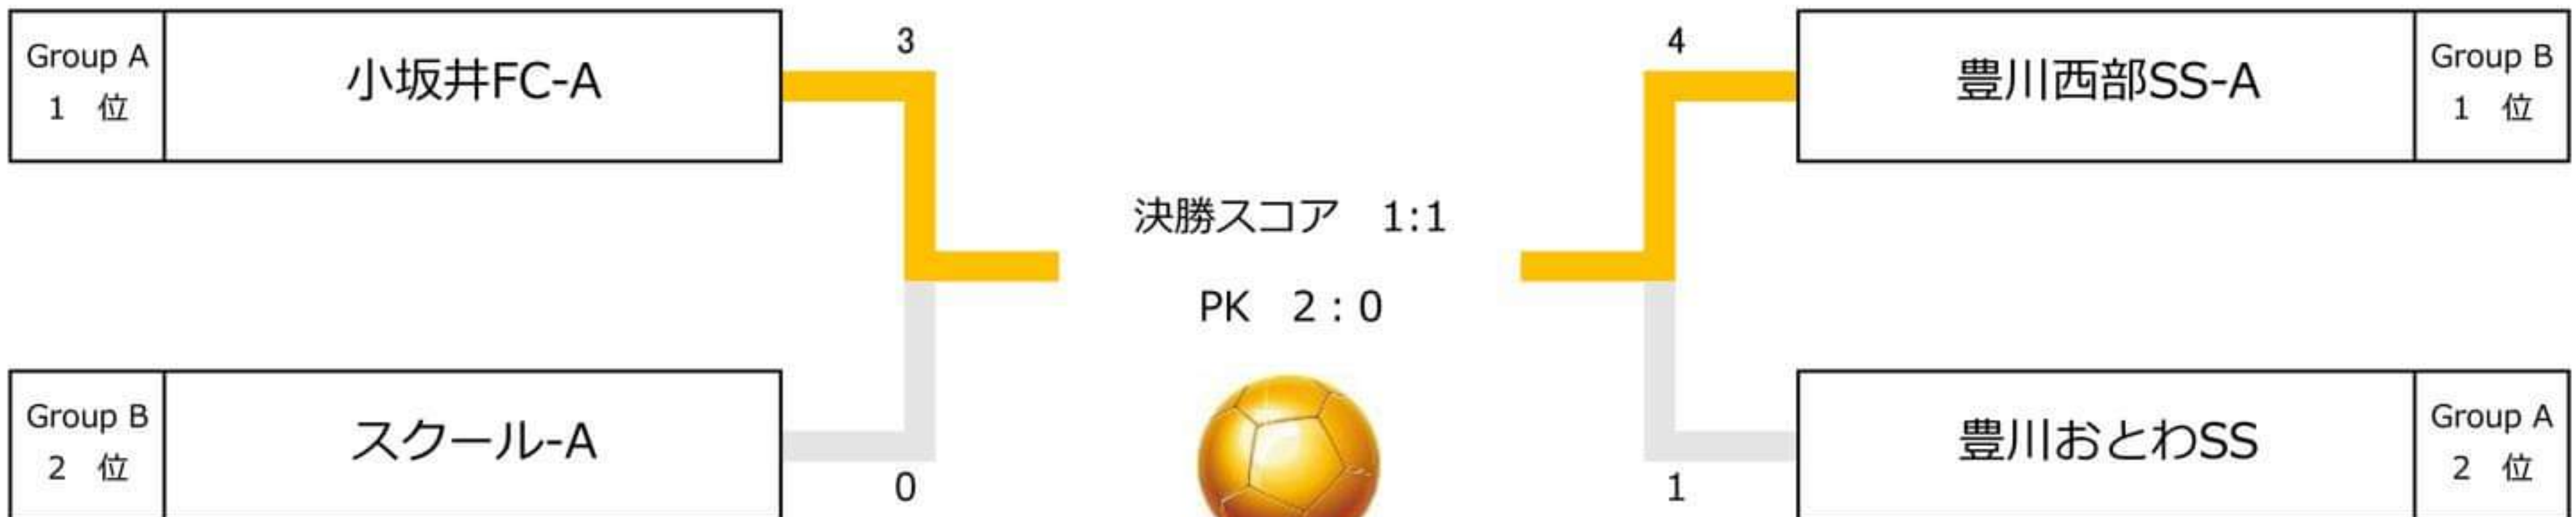 Group A
1 位
小坂井FC-A
3
4
豊川西部SS-A
Group B
1 位
決勝スコア 1:1
PK 2 : 0
Group B
2 位
スクール-A
0
1
豊川おとわSS
Group A
2 位